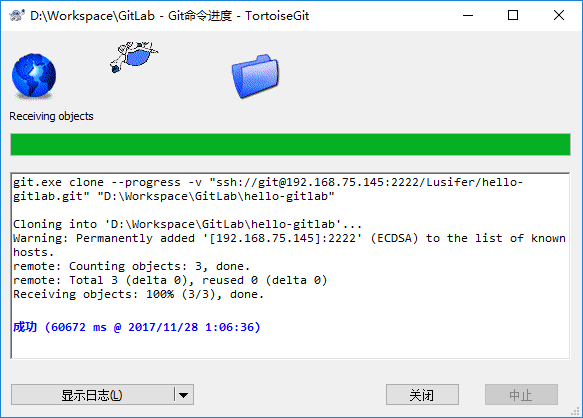 D:\Workspace\GitLab - Git命令进度 - TortoiseGit
Receiving objects
git.exe clone --progress -v "ssh://git@192.168.75.145:2222/Lusifer/hello-
gitlab.git" "D:\Workspace\GitLab\hello-gitlab"
Cloning into 'D:\Workspace\GitLab\hello-gitlab'...
Warning: Permanently added '[192.168.75.145]:2222' (ECDSA) to the list of known
hosts.
remote: Counting objects: 3, done.
remote: Total 3 (delta 0), reused 0 (delta 0)
Receiving objects: 100% (3/3), done.
成功 (60672 ms @ 2017/11/28 1:06:36)
显示日志(L)
关闭
中止